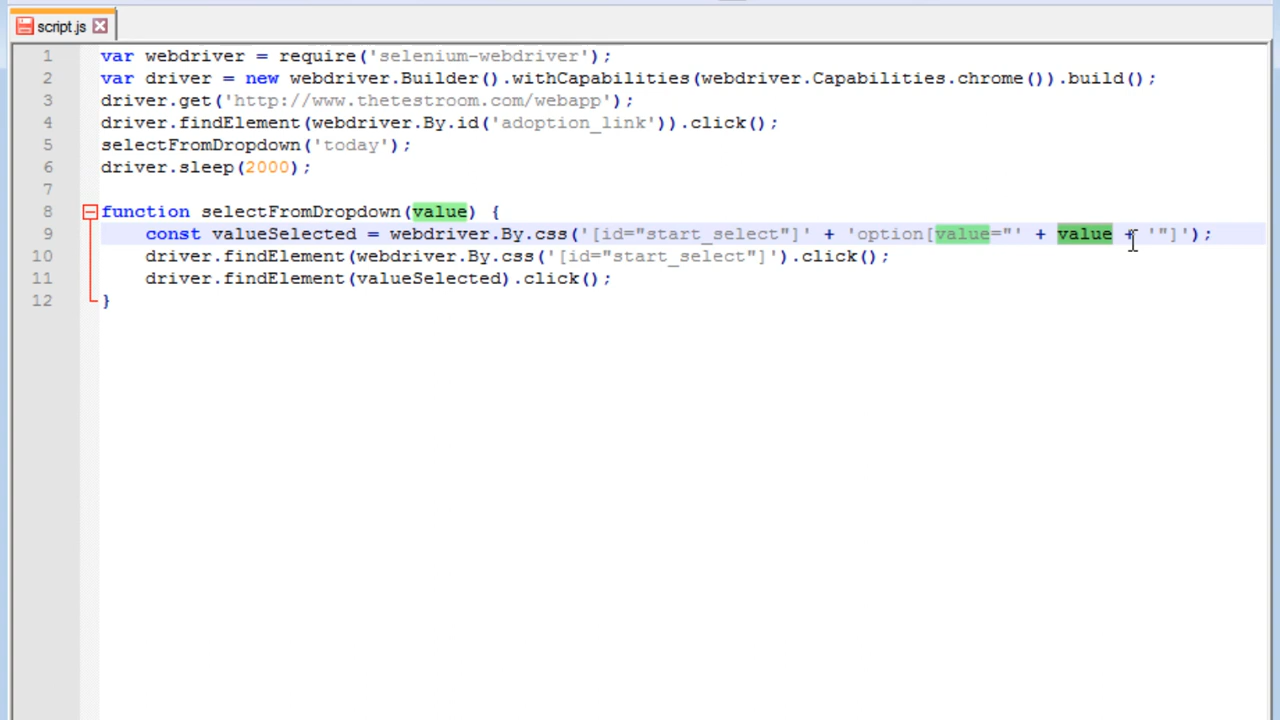 script.js
1 var webdriver = require('selenium-webdriver');
2 var driver = new webdriver.Builder().withCapabilities(webdriver.Capabilities.chrome()).build();
3 driver.get('http://www.thetestroom.com/webapp');
4 driver.findElement(webdriver.By.id('adoption_link')).click();
5 selectFromDropdown('today');
6 driver.sleep(2000);
7
8 function selectFromDropdown(value) {
9 const valueSelected = webdriver.By.css('[id="start_select"]' + 'option[value="' + value + '"]');
10 driver.findElement(webdriver.By.css('[id="start_select"]').click();
11 driver.findElement(valueSelected).click();
12 }